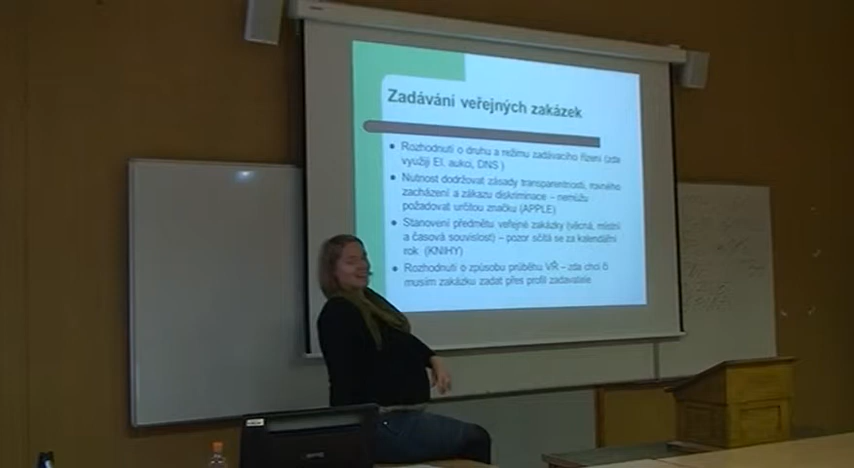 Zadávání veřejných zakázek
Rozhodnutí o druhu a režimu zadávacího řízení (zda
využiji El. aukci, DNS )
Nutnost dodržovat zásady transparentnosti, rovného
zacházení a zákazu diskriminace – nemůžu
požadovat určitou značku (APPLE)
Stanovení předmětu veřejné zakázky (věcná, místní
a časová souvislost) – pozor sčítá se za kalendářní
rok (KNIHY)
Rozhodnutí o způsobu průběhu VŘ – zda chci či
musím zakázku zadat přes profil zadavatele